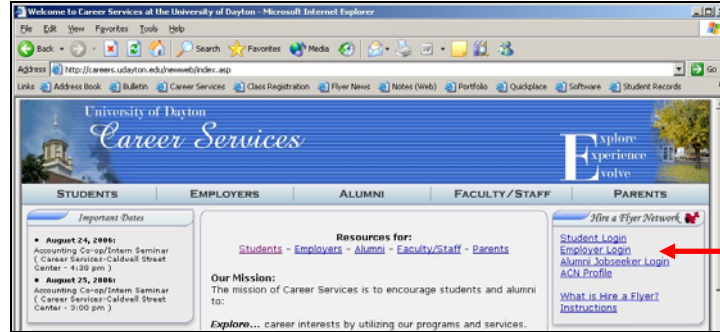 Welcome to Career Services at the University of Dayton - Microsoft Internet Explorer
File Edit View Favorites Tools Help
Back Search Favorites Media
Address http://careers.udayton.edu/newweb/index.asp Go
Links Address Book Bulletin Career Services Class Registration Flyer News Notes (Web) Portfolio Quickplace Software Student Records
University of Dayton
Career Services
Explore
Experience
Evolve
STUDENTS EMPLOYERS ALUMNI FACULTY/STAFF PARENTS
Important Dates
• August 24, 2006:
Accounting Co-op/Intern Seminar
( Career Services-Caldwell Street
Center - 4:30 pm )
• August 25, 2006:
Accounting Co-op/Intern Seminar
( Career Services-Caldwell Street
Center - 3:00 pm )
Resources for:
Students - Employers - Alumni - Faculty/Staff - Parents
Our Mission:
The mission of Career Services is to encourage students and alumni
to:
Explore... career interests by utilizing our programs and services.
Hire a Flyer Network
Student Login
Employer Login
Alumni Jobseeker Login
ACN Profile
What is Hire a Flyer?
Instructions